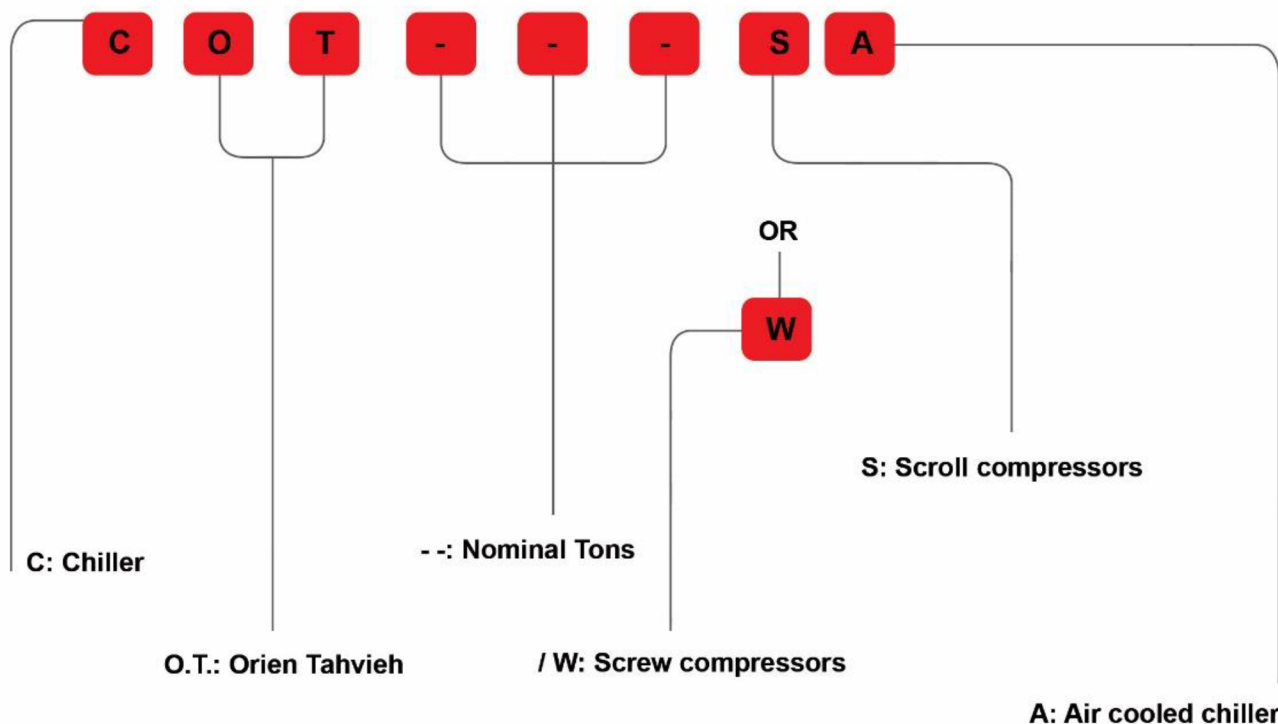 C O T - - - S A
OR
W
S: Scroll compressors
- -: Nominal Tons
C: Chiller
O.T.: Orien Tahvieh
/ W: Screw compressors
A: Air cooled chiller